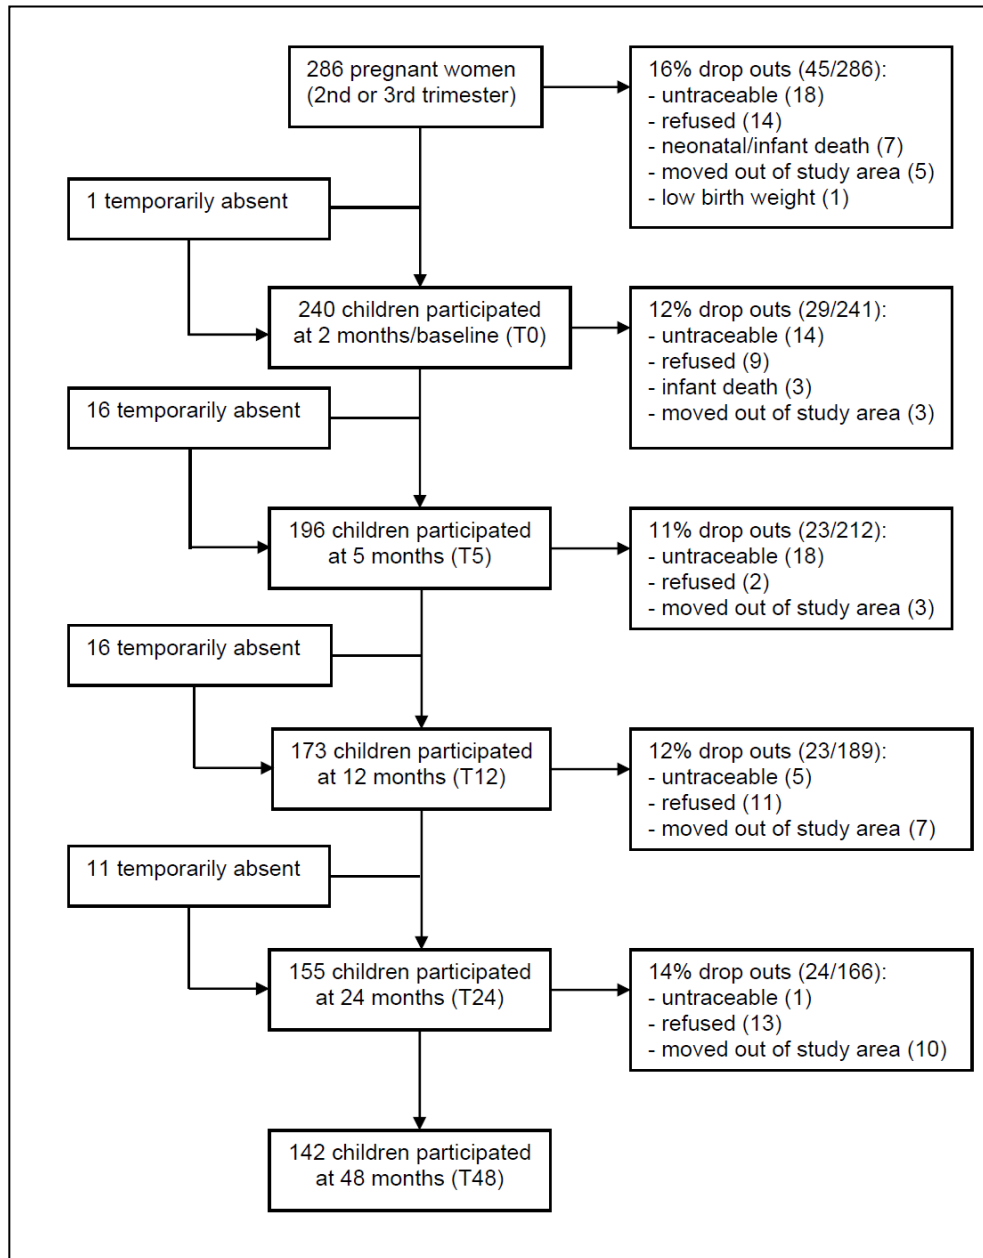 286 pregnant women
(2nd or 3rd trimester)
16% drop outs (45/286):
- untraceable (18)
- refused (14)
- neonatal/infant death (7)
- moved out of study area (5)
- low birth weight (1)
1 temporarily absent
240 children participated
at 2 months/baseline (T0)
12% drop outs (29/241):
- untraceable (14)
- refused (9)
- infant death (3)
- moved out of study area (3)
16 temporarily absent
196 children participated
at 5 months (T5)
11% drop outs (23/212):
- untraceable (18)
- refused (2)
- moved out of study area (3)
16 temporarily absent
173 children participated
at 12 months (T12)
12% drop outs (23/189):
- untraceable (5)
- refused (11)
- moved out of study area (7)
11 temporarily absent
155 children participated
at 24 months (T24)
14% drop outs (24/166):
- untraceable (1)
- refused (13)
- moved out of study area (10)
142 children participated
at 48 months (T48)